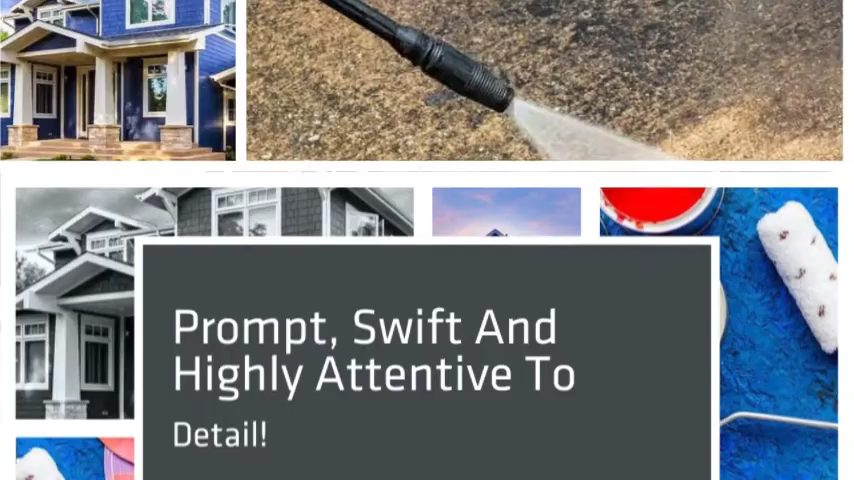 Prompt, Swift And
Highly Attentive To
Detail!